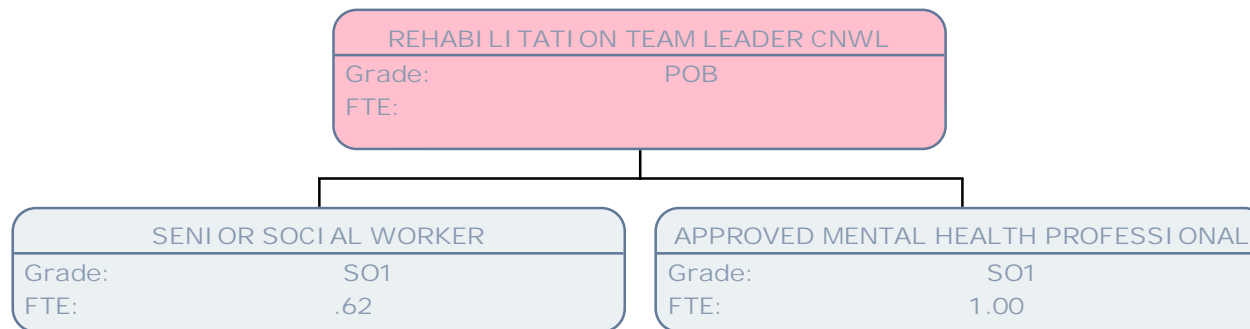 REHABILITATION TEAM LEADER CNWL
Grade: POB
FTE:
SENIOR SOCIAL WORKER
Grade: SO1
FTE: .62
APPROVED MENTAL HEALTH PROFESSIONAL
Grade: SO1
FTE: 1.00